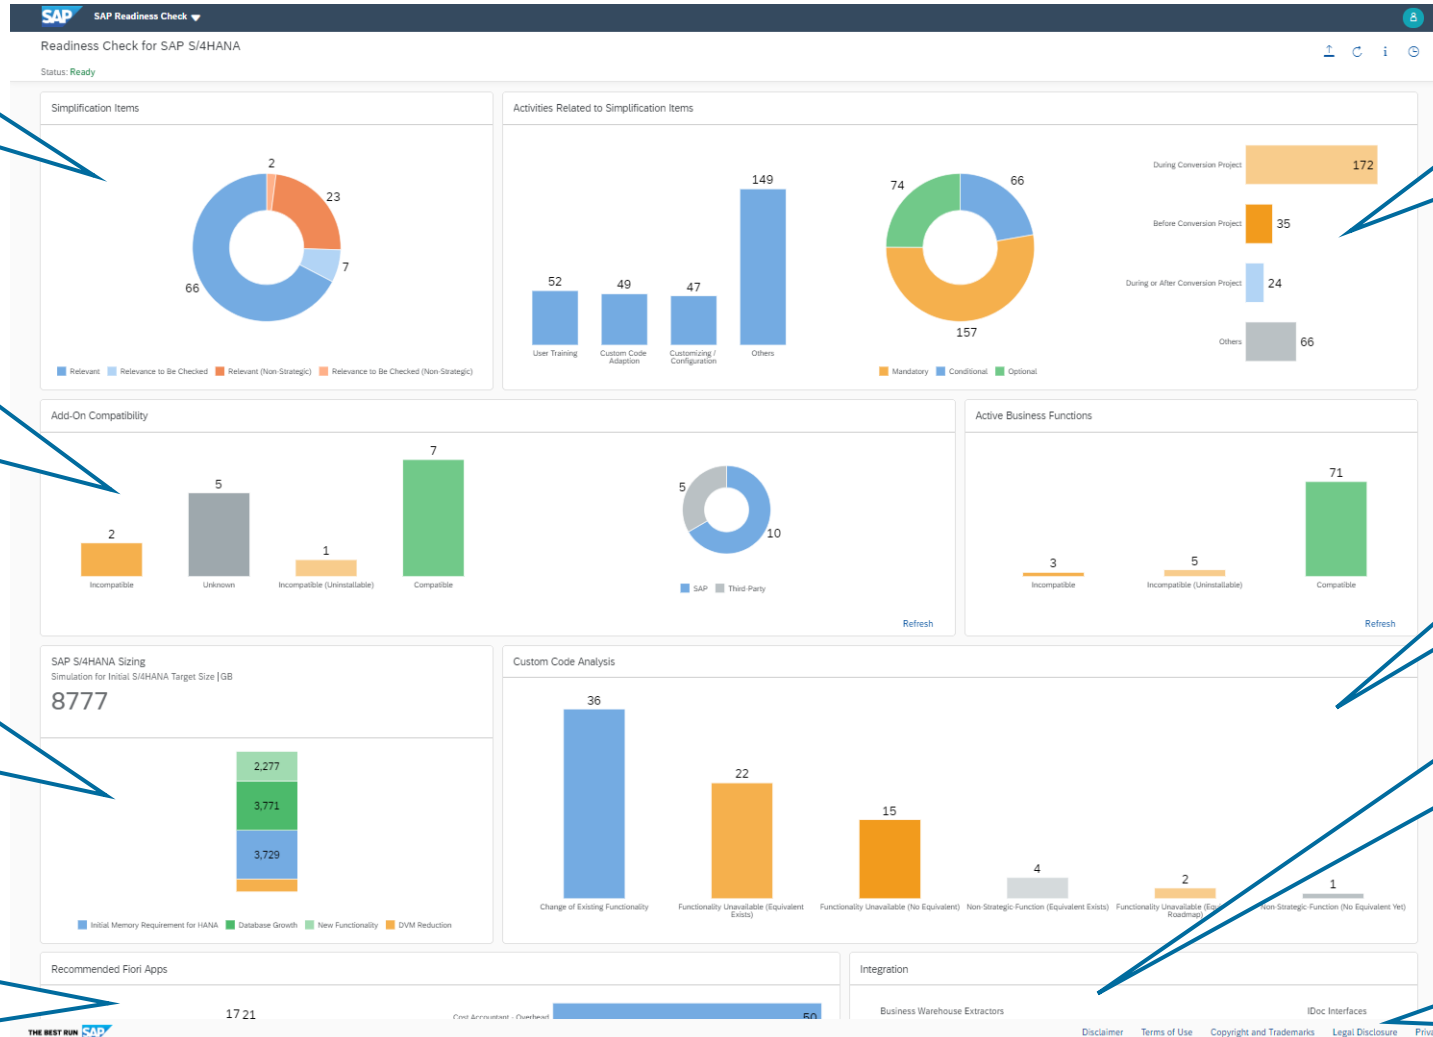 SAP SAP Readiness Check
Readiness Check for SAP S/4HANA
Status: Ready
Simplification Items
2
23
7
66
Relevant Relevance to Be Checked Relevant (Non-Strategic) Relevance to Be Checked (Non-Strategic)
Activities Related to Simplification Items
52
49
47
149
User Training
Custom Code Adaption
Customizing / Configuration
Others
74
66
157
Mandatory Conditional Optional
During Conversion Project 172
Before Conversion Project 35
During or After Conversion Project 24
Others 66
Add-On Compatibility
2
5
1
7
Incompatible
Unknown
Incompatible (Uninstallable)
Compatible
5
10
SAP Third-Party
Refresh
Active Business Functions
3
5
71
Incompatible
Incompatible (Uninstallable)
Compatible
Refresh
SAP S/4HANA Sizing
Simulation for Initial S/4HANA Target Size | GB
8777
2,277
3,771
3,729
Initial Memory Requirement for HANA Database Growth New Functionality DVM Reduction
Custom Code Analysis
36
22
15
4
2
1
Change of Existing Functionality
Functionality Unavailable (Equivalent Exists)
Functionality Unavailable (No Equivalent)
Non-Strategic-Function (Equivalent Exists)
Functionality Unavailable (Roadmap)
Non-Strategic-Function (No Equivalent Yet)
Recommended Fiori Apps
17 21
Cost Accountant - Overhead 50
Integration
Business Warehouse Extractors
IDoc Interfaces
THE BEST RUN SAP
Disclaimer Terms of Use Copyright and Trademarks Legal Disclosure